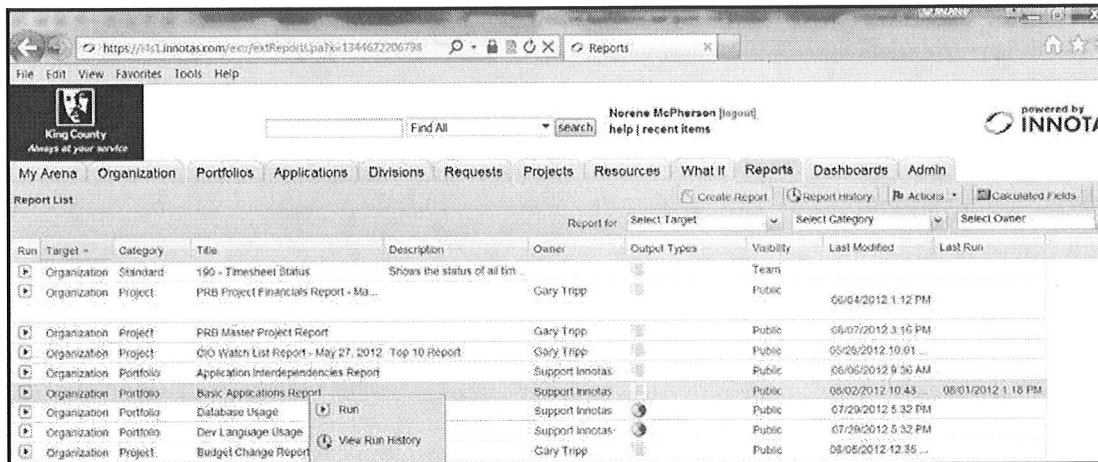 https://i4s1.innotas.com/extr/extReports.pa?k=1344622206798
Reports
File Edit View Favorites Tools Help
King County
Always at your service
Find All
search
Norene McPherson [logout]
help | recent items
powered by
INNOTA
My Arena Organization Portfolios Applications Divisions Requests Projects Resources What If Reports Dashboards Admin
Report List
Create Report Report History Actions Calculated Fields
Report for Select Target Select Category Select Owner
Run Target Category Title Description Owner Output Types Visibility Last Modified Last Run
Organization Standard 190 - Timesheet Status Shows the status of all tim... Team
Organization Project PRB Project Financials Report - Ma... Gary Tripp Public 06/04/2012 1:12 PM
Organization Project PRB Master Project Report Gary Tripp Public 08/07/2012 3:16 PM
Organization Project CIO Watch List Report - May 27, 2012 Top 10 Report Gary Tripp Public 05/28/2012 10:01 ...
Organization Portfolio Application Interdependencies Report Support Innotas Public 06/06/2012 9:36 AM
Organization Portfolio Basic Applications Report Support Innotas Public 08/02/2012 10:43 ... 08/01/2012 1:18 PM
Organization Portfolio Database Usage Support Innotas Public 07/29/2012 5:32 PM
Organization Portfolio Dev Language Usage Support Innotas Public 07/29/2012 5:32 PM
Organization Project Budget Change Report Gary Tripp Public 06/05/2012 12:35 ...
Run
View Run History